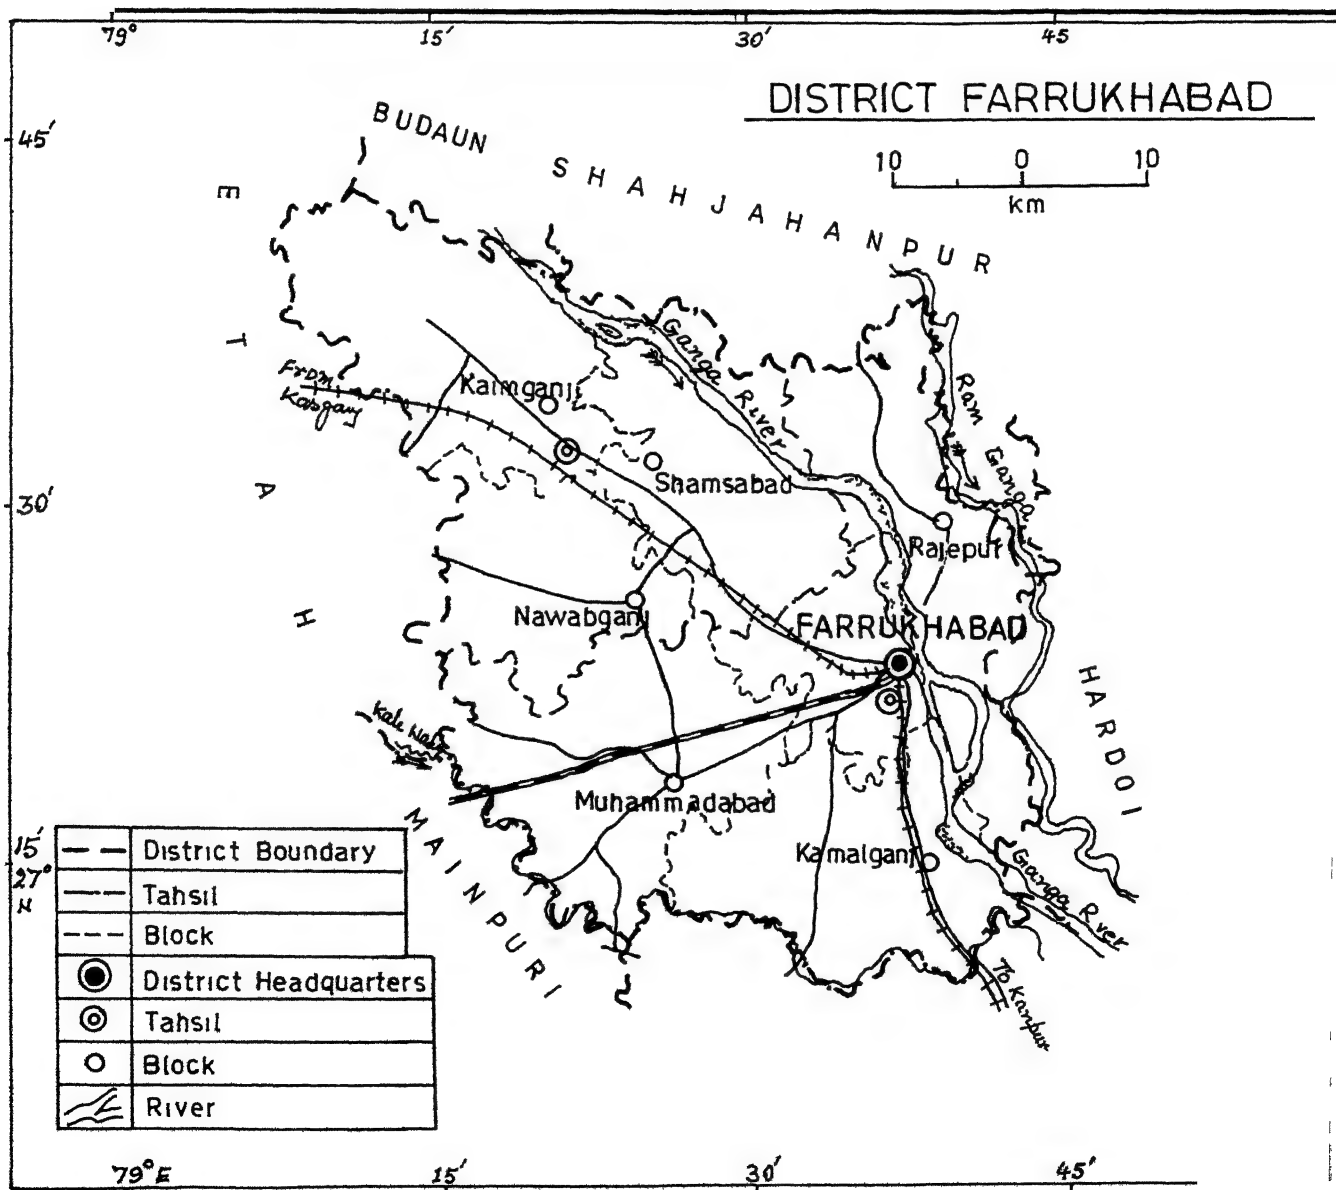 79° 15′ 30′ 45
DISTRICT FARRUKHABAD
10 0 10
km
BUDAUN
SHAHJAHANPUR
ETAH
HARDOI
MAINPURI
45′
30′
15′
27°
N
From
Kasganj
Kaimganj
Shamsabad
Ganga River
Ram Ganga
Rajepur
Nawabganj
FARRUKHABAD
Kali Nadi
Muhammadabad
Kamalganj
Ganga River
To Kanpur
District Boundary
Tahsil
Block
District Headquarters
Tahsil
Block
River
79°E 15′ 30′ 45′